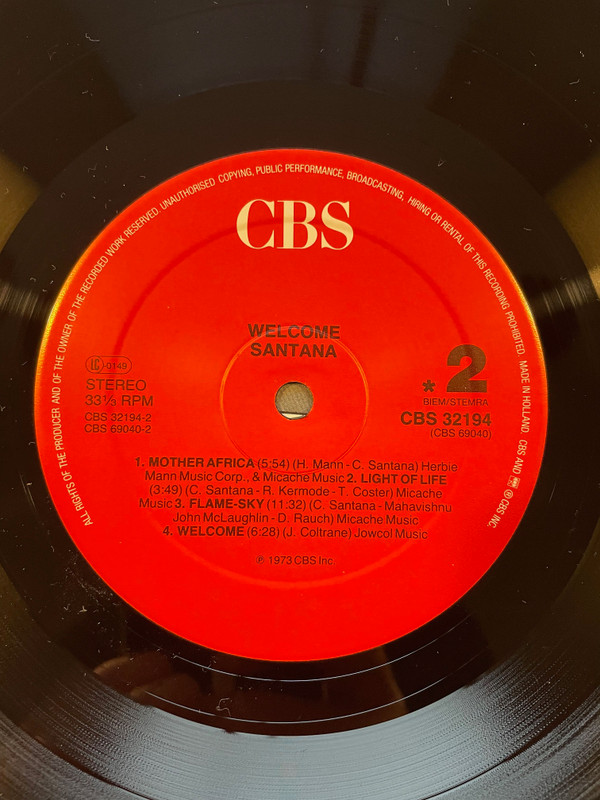 ALL RIGHTS OF THE PRODUCER AND OF THE OWNER OF THE RECORDED WORK RESERVED. UNAUTHORISED COPYING, PUBLIC PERFORMANCE, BROADCASTING, HIRING OR RENTAL OF THIS RECORDING PROHIBITED. MADE IN HOLLAND. CBS AND ® CBS INC.
CBS
WELCOME
SANTANA
LC-0149
STEREO
33⅓ RPM
CBS 32194-2
CBS 69040-2
* 2
BIEM/STEMRA
CBS 32194
(CBS 69040)
1. MOTHER AFRICA (5:54) (H. Mann - C. Santana) Herbie
Mann Music Corp., & Micache Music 2. LIGHT OF LIFE
(3:49) (C. Santana - R. Kermode - T. Coster) Micache
Music 3. FLAME-SKY (11.32) (C. Santana - Mahavishnu
John McLaughlin - D. Rauch) Micache Music
4. WELCOME (6:28) (J. Coltrane) Jowcol Music
℗ 1973 CBS Inc.